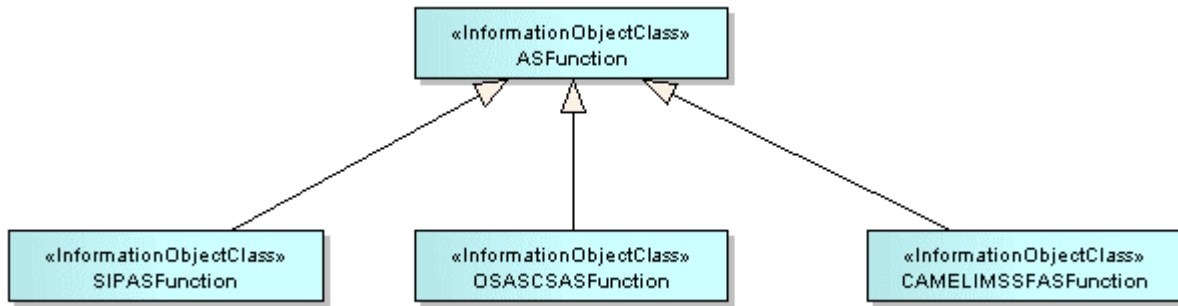 «InformationObjectClass»
ASFunction
«InformationObjectClass»
SIPASFunction
«InformationObjectClass»
OSASCSASFunction
«InformationObjectClass»
CAMELIMSSFASFunction